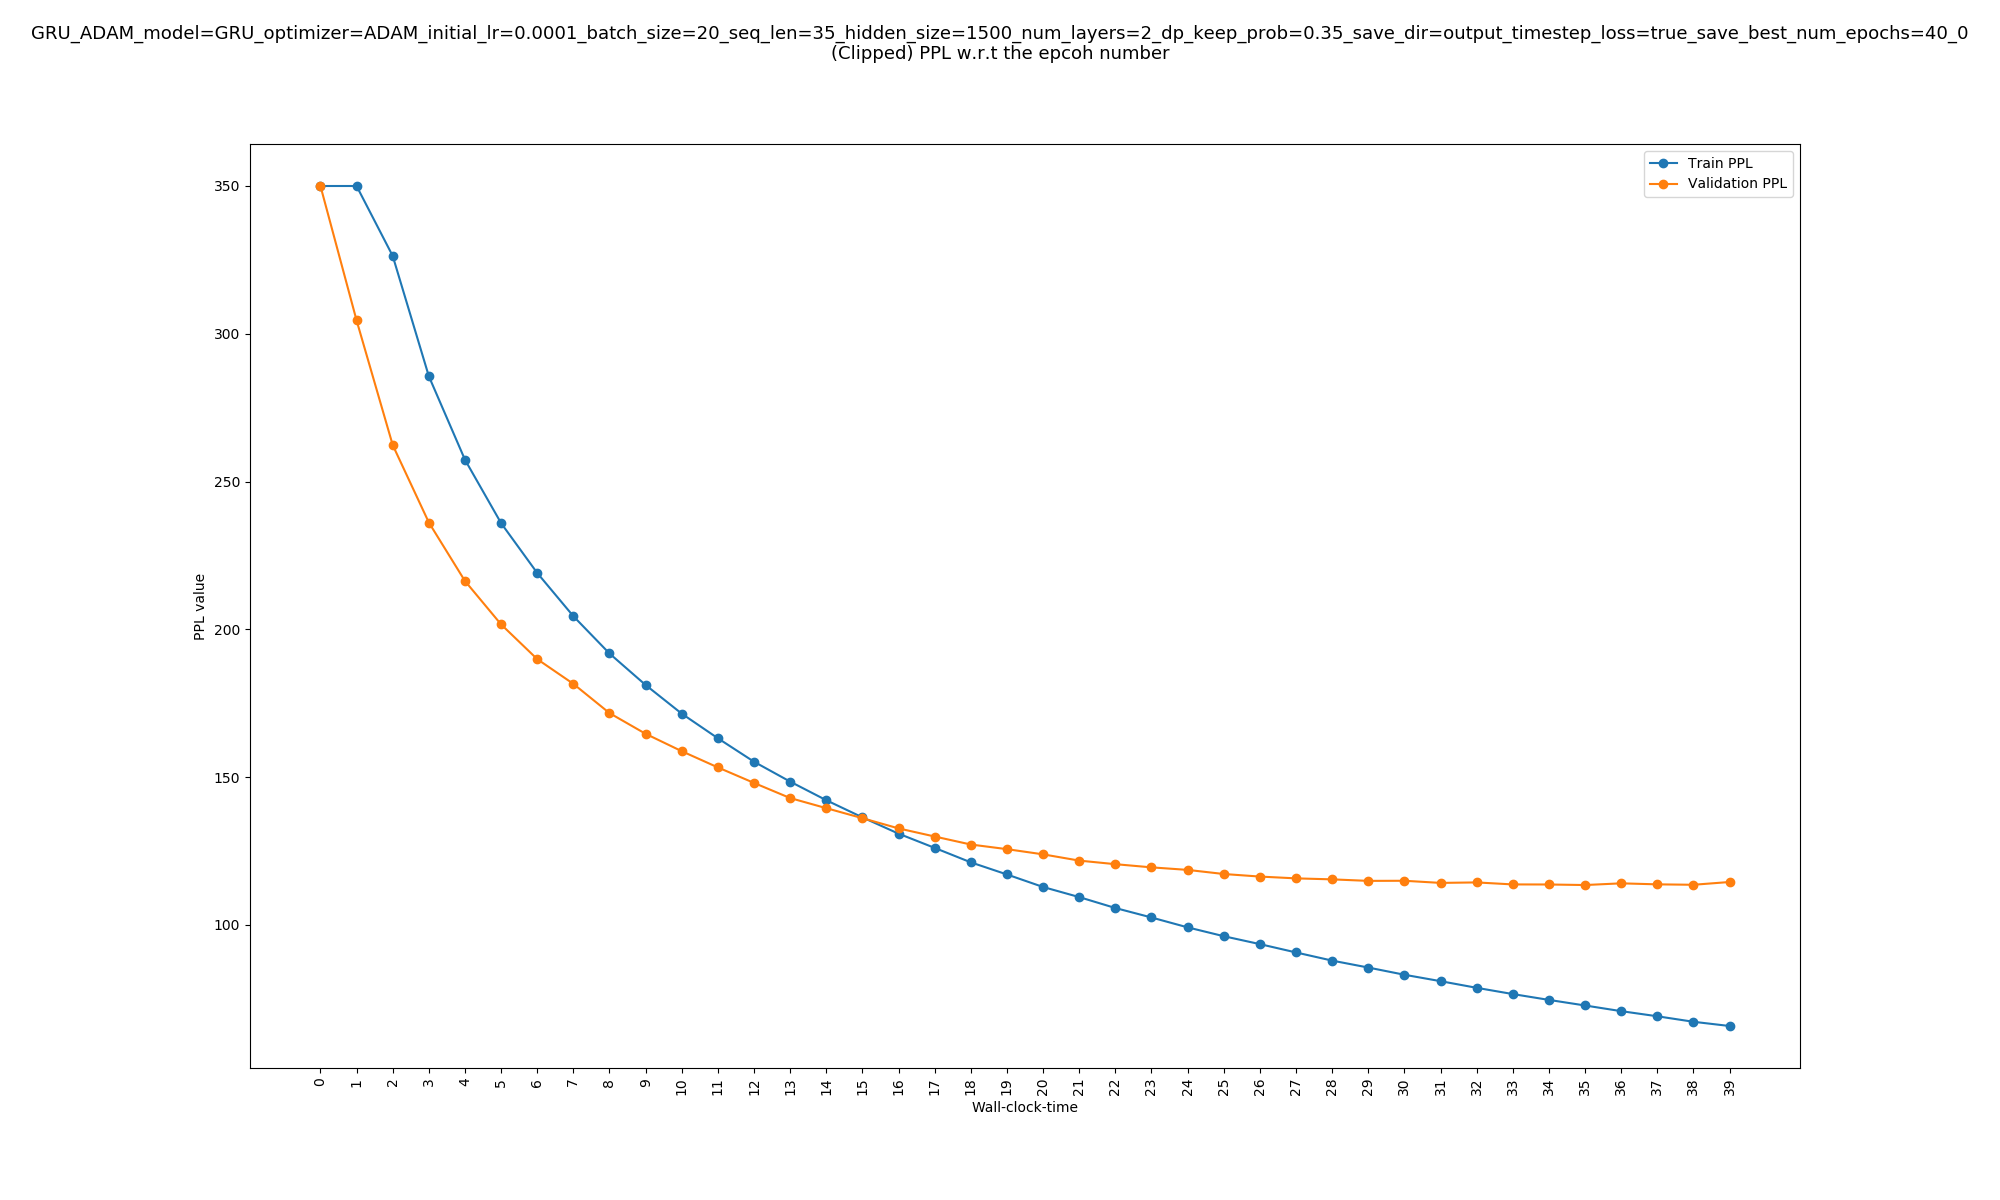 GRU_ADAM_model=GRU_optimizer=ADAM_initial_lr=0.0001_batch_size=20_seq_len=35_hidden_size=1500_num_layers=2_dp_keep_prob=0.35_save_dir=output_timestep_loss=true_save_best_num_epochs=40_0
(Clipped) PPL w.r.t the epcoh number
Train PPL
Validation PPL
350
300
250
200
150
100
PPL value
0 1 2 3 4 5 6 7 8 9 10 11 12 13 14 15 16 17 18 19 20 21 22 23 24 25 26 27 28 29 30 31 32 33 34 35 36 37 38 39
Wall-clock-time